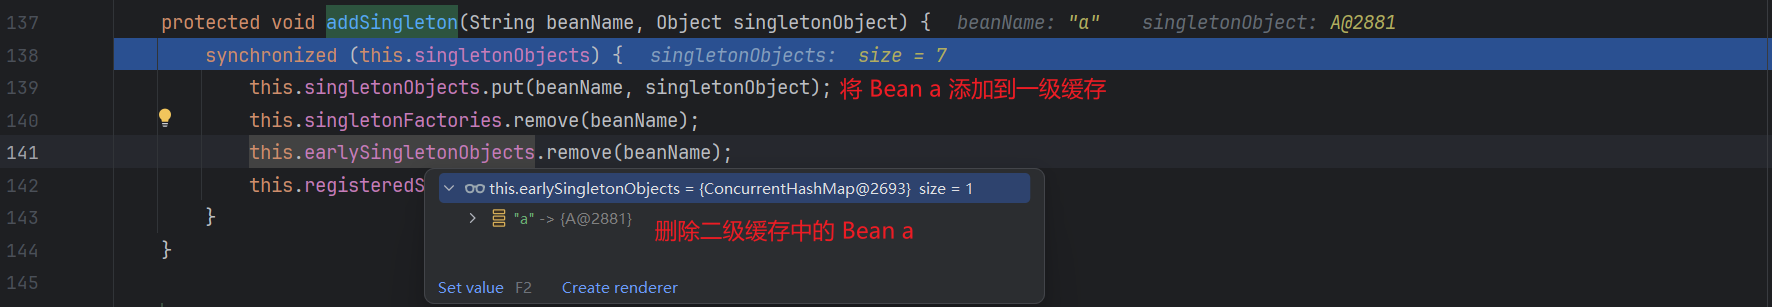 137 protected void addSingleton(String beanName, Object singletonObject) { beanName: "a" singletonObject: A@2881
138 synchronized (this.singletonObjects) { singletonObjects: size = 7
139 this.singletonObjects.put(beanName, singletonObject); 将 Bean a 添加到一级缓存
140 this.singletonFactories.remove(beanName);
141 this.earlySingletonObjects.remove(beanName);
142 this.registeredS
this.earlySingletonObjects = {ConcurrentHashMap@2693} size = 1
143 }
"a" -> {A@2881} 删除二级缓存中的 Bean a
144 }
145
Set value F2 Create renderer